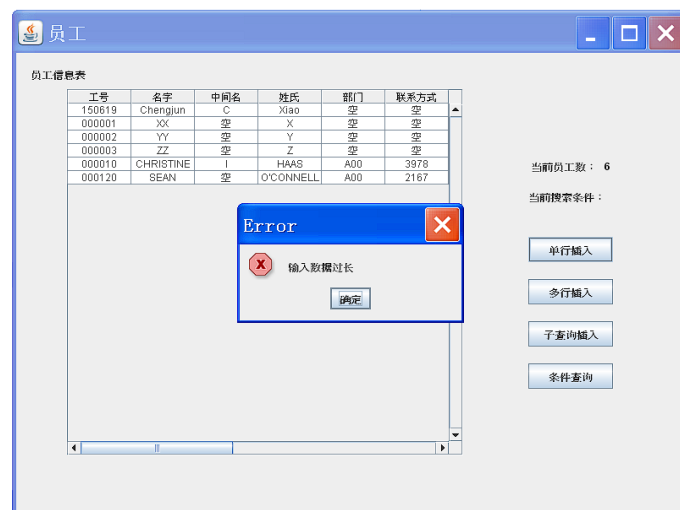 员工
员工信息表
工号 名字 中间名 姓氏 部门 联系方式
150619 Chengjun C Xiao 空 空
000001 XX 空 X 空 空
000002 YY 空 Y 空 空
000003 ZZ 空 Z 空 空
000010 CHRISTINE I HAAS A00 3978
000120 SEAN 空 O'CONNELL A00 2167
当前员工数： 6
当前搜索条件：
Error
输入数据过长
确定
单行插入
多行插入
子查询插入
条件查询